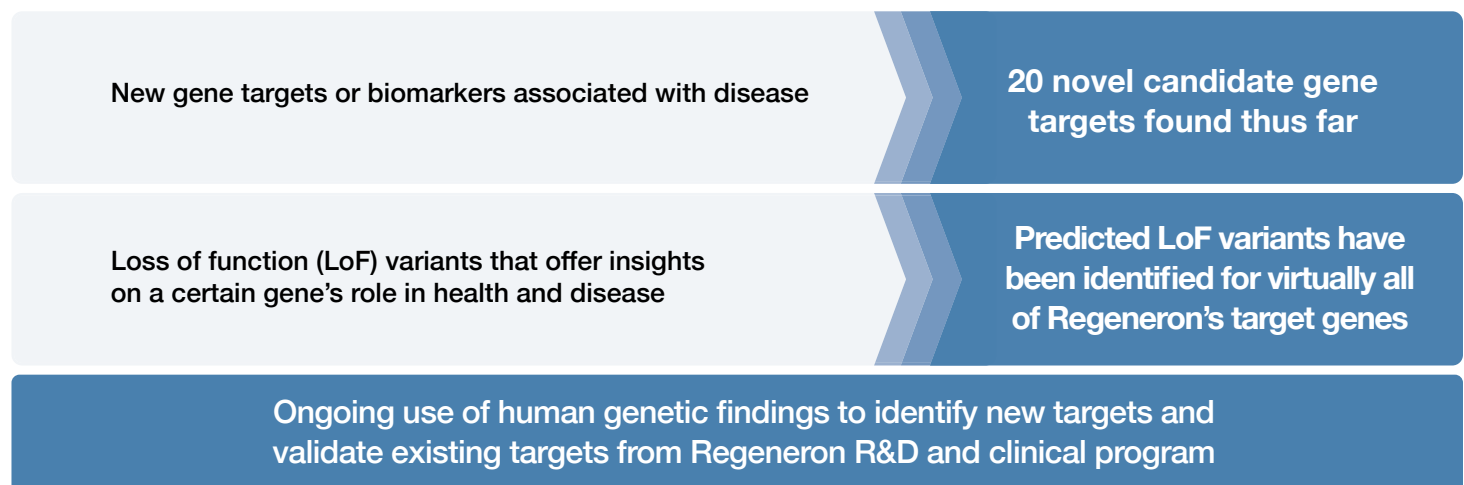 New gene targets or biomarkers associated with disease
20 novel candidate gene
targets found thus far
Loss of function (LoF) variants that offer insights
on a certain gene’s role in health and disease
Predicted LoF variants have
been identified for virtually all
of Regeneron’s target genes
Ongoing use of human genetic findings to identify new targets and
validate existing targets from Regeneron R&D and clinical program